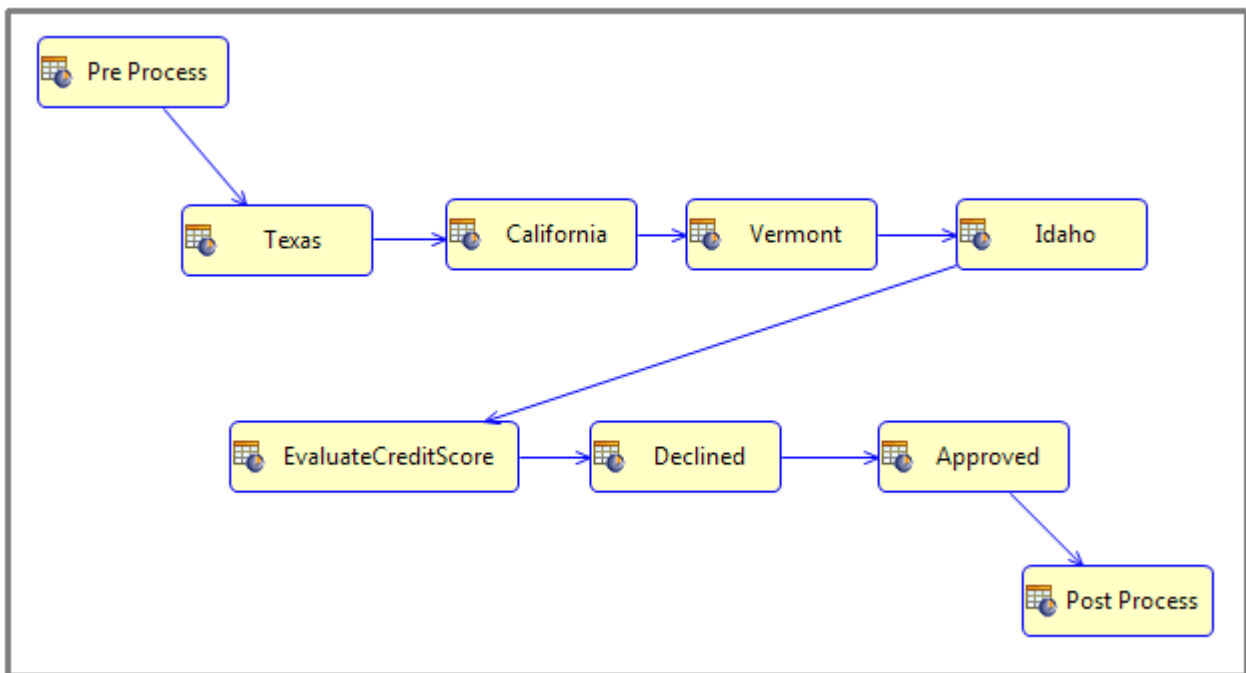 Pre Process
Texas
California
Vermont
Idaho
EvaluateCreditScore
Declined
Approved
Post Process